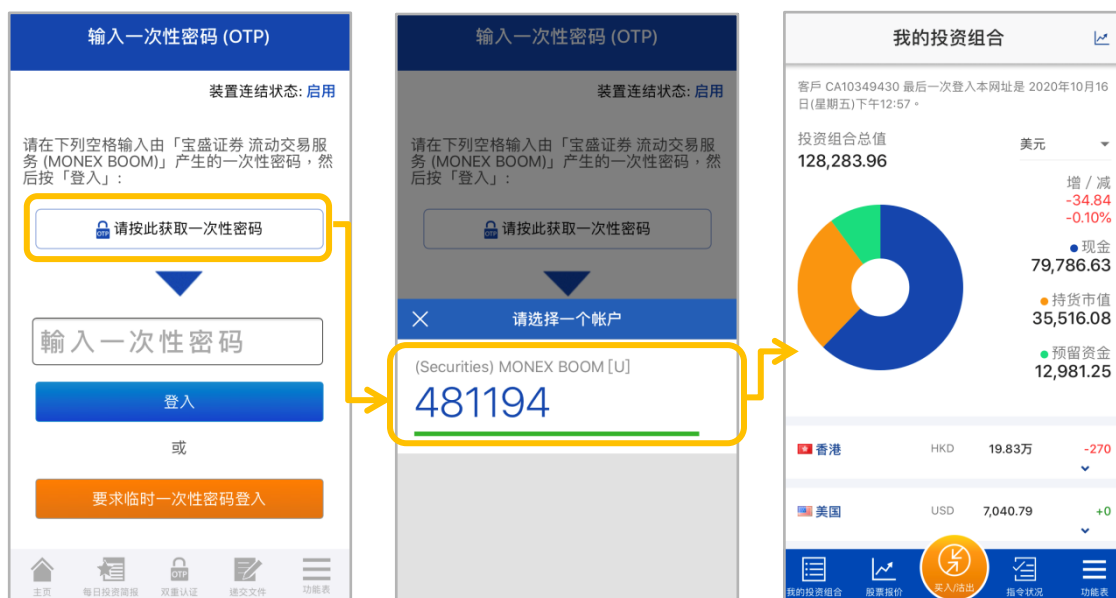 输入一次性密码 (OTP)
装置连结状态: 启用
请在下列空格输入由「宝盛证券 流动交易服
务 (MONEX BOOM)」产生的一次性密码，然
后按「登入」:
OTP
请按此获取一次性密码
輸入一次性密码
登入
或
要求临时一次性密码登入
主页
每日投资简报
OTP
双重认证
递交文件
功能表
输入一次性密码 (OTP)
装置连结状态: 启用
请在下列空格输入由「宝盛证券 流动交易服
务 (MONEX BOOM)」产生的一次性密码，然
后按「登入」:
OTP
请按此获取一次性密码
请选择一个帐户
(Securities) MONEX BOOM [U]
481194
我的投资组合
客戶 CA10349430 最后一次登入本网址是 2020年10月16
日(星期五)下午12:57。
投资组合总值
美元
128,283.96
增 / 减
-34.84
-0.10%
现金
79,786.63
持货市值
35,516.08
预留资金
12,981.25
香港 HKD 19.83万 -270
美国 USD 7,040.79 +0
我的投资组合
股票报价
买入/沽出
指令状况
功能表